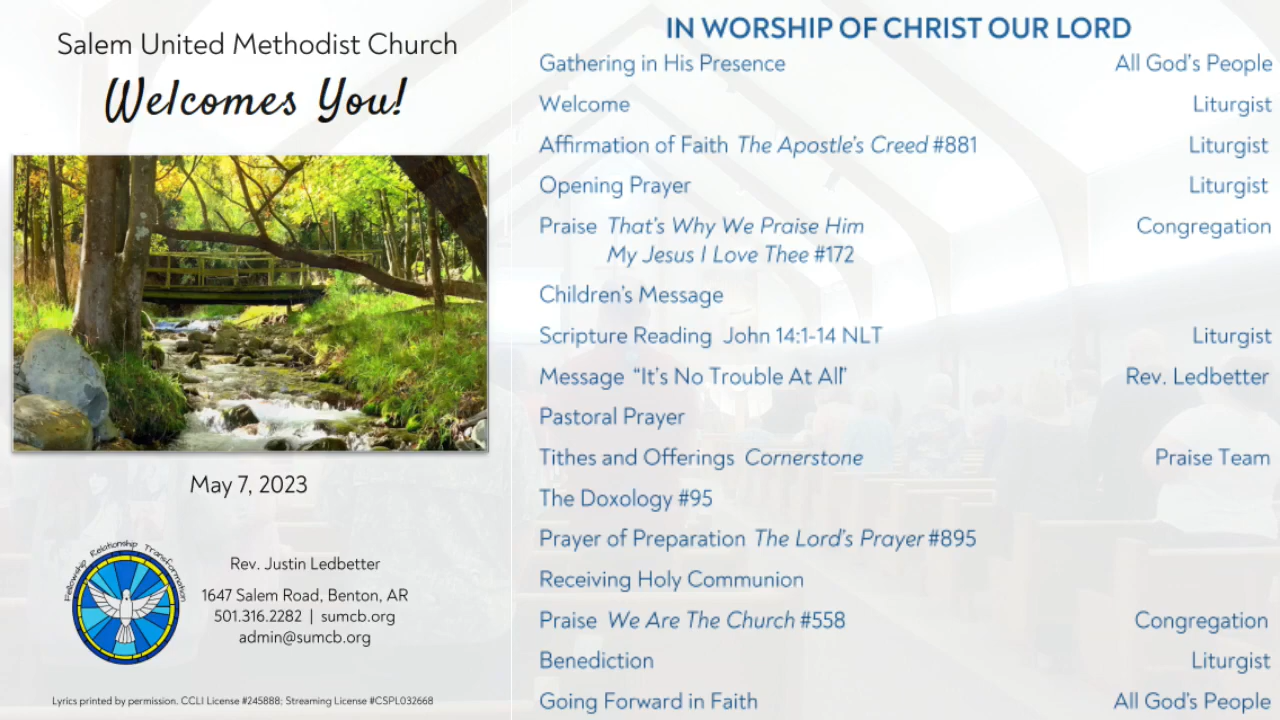 Salem United Methodist Church
Welcomes You!
May 7, 2023
Fellowship Relationship Transformation
Rev. Justin Ledbetter
1647 Salem Road, Benton, AR
501.316.2282 | sumcb.org
admin@sumcb.org
Lyrics printed by permission. CCLI License #245888; Streaming License #CSPL032668
IN WORSHIP OF CHRIST OUR LORD
Gathering in His Presence All God's People
Welcome Liturgist
Affirmation of Faith The Apostle's Creed #881 Liturgist
Opening Prayer Liturgist
Praise That's Why We Praise Him Congregation
My Jesus I Love Thee #172
Children's Message
Scripture Reading John 14:1-14 NLT Liturgist
Message "It's No Trouble At All" Rev. Ledbetter
Pastoral Prayer
Tithes and Offerings Cornerstone Praise Team
The Doxology #95
Prayer of Preparation The Lord's Prayer #895
Receiving Holy Communion
Praise We Are The Church #558 Congregation
Benediction Liturgist
Going Forward in Faith All God's People